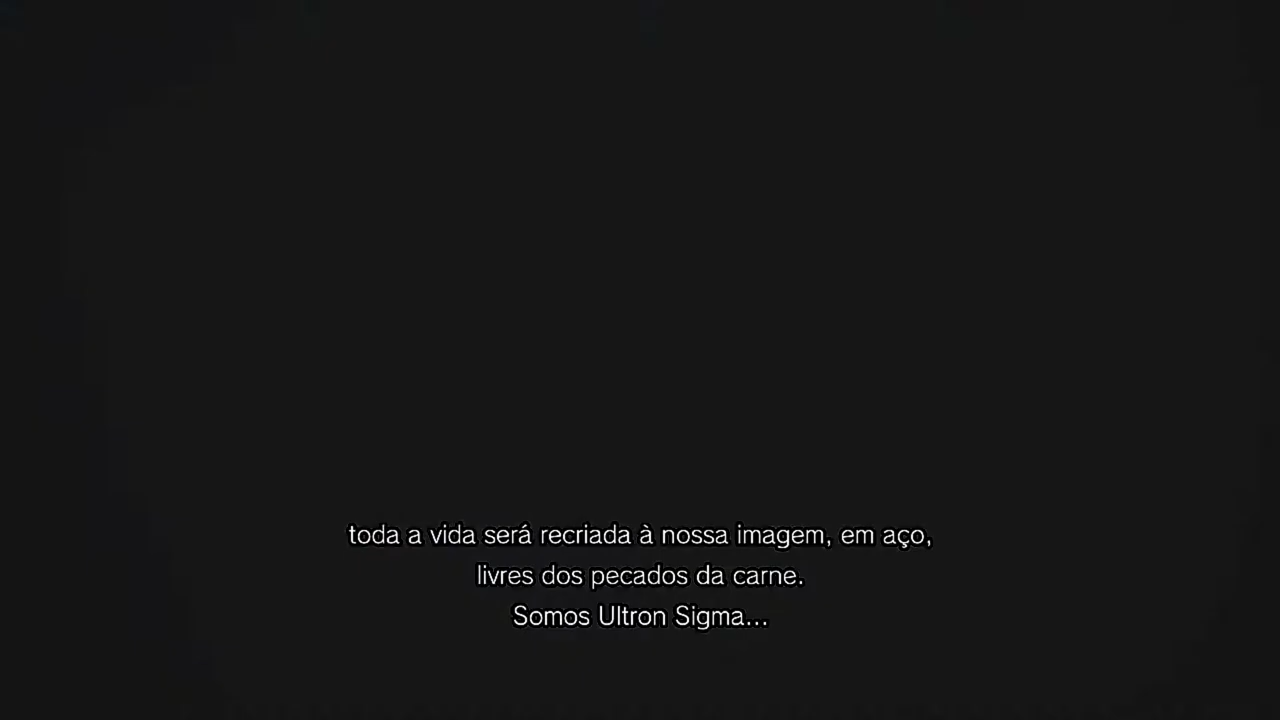 toda a vida será recriada à nossa imagem, em aço,
livres dos pecados da carne.
Somos Ultron Sigma...